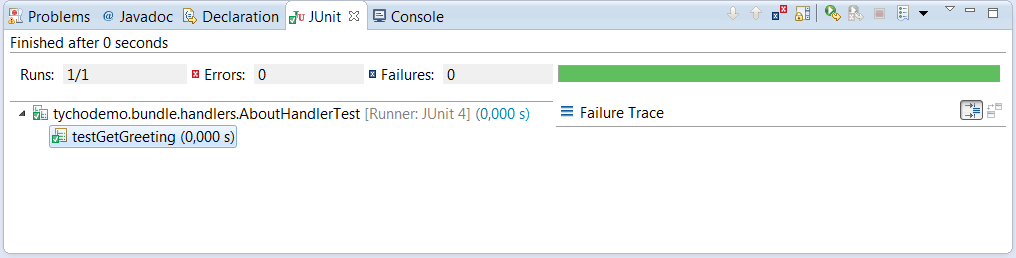 Problems @ Javadoc Declaration JUnit Console
Finished after 0 seconds
Runs: 1/1 Errors: 0 Failures: 0
tychodemo.bundle.handlers.AboutHandlerTest [Runner: JUnit 4] (0,000 s) Failure Trace
testGetGreeting (0,000 s)